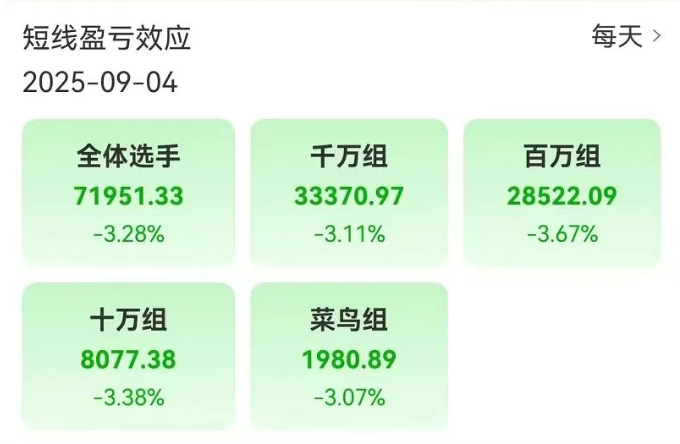 短线盈亏效应
每天 >
2025-09-04
全体选手
71951.33
-3.28%
千万组
33370.97
-3.11%
百万组
28522.09
-3.67%
十万组
8077.38
-3.38%
菜鸟组
1980.89
-3.07%